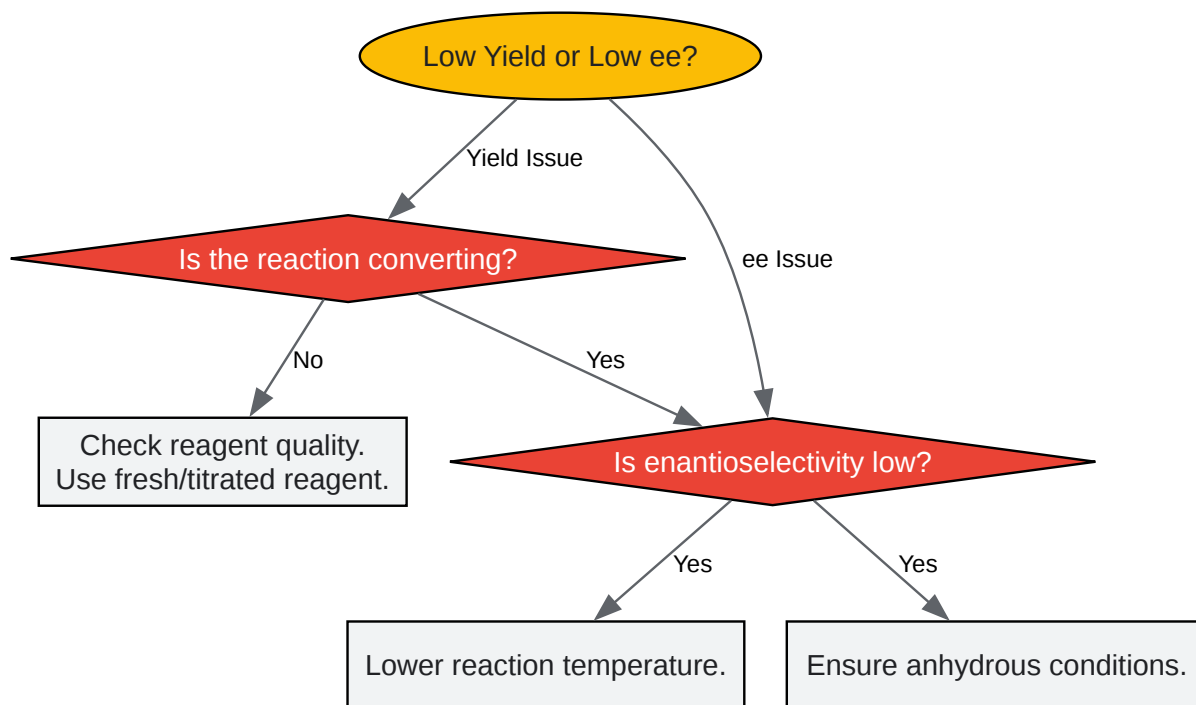 Low Yield or Low ee?
Yield Issue
Is the reaction converting?
ee Issue
No
Yes
Check reagent quality.
Use fresh/titrated reagent.
Is enantioselectivity low?
Yes
Yes
Lower reaction temperature.
Ensure anhydrous conditions.